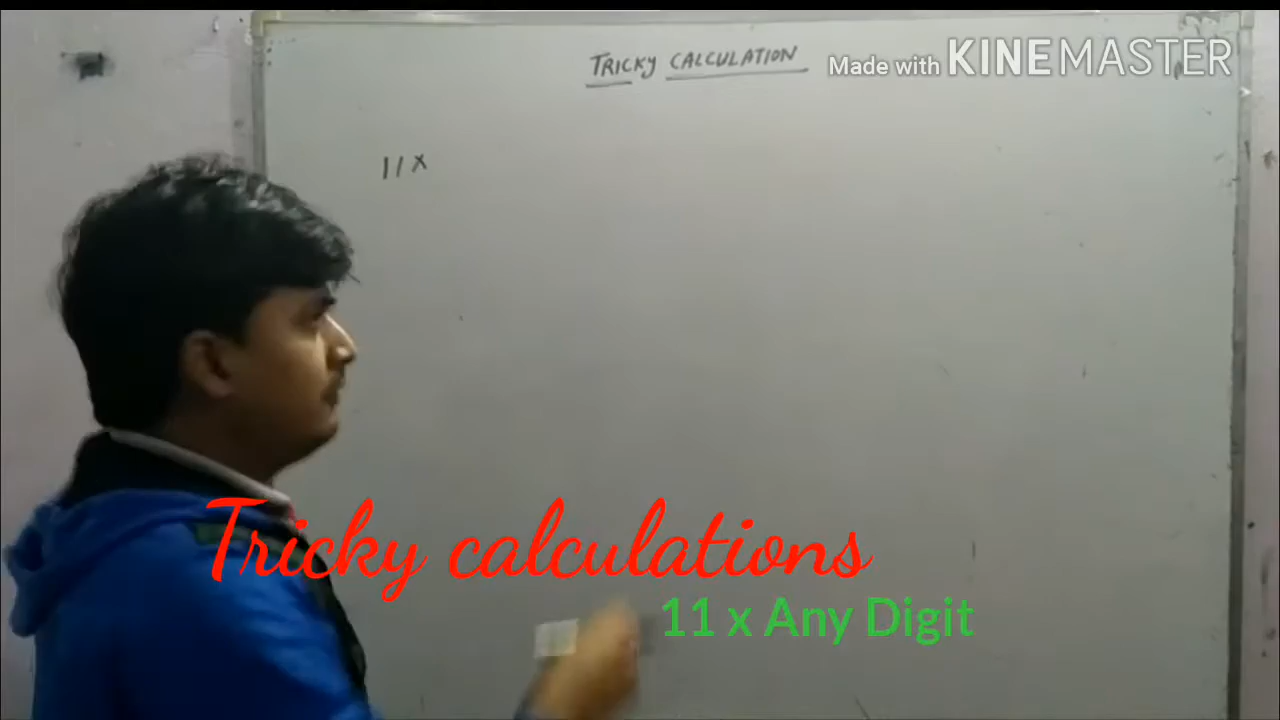 TRICKY CALCULATION
Made with KINEMASTER
11 x
Tricky calculations
11 x Any Digit